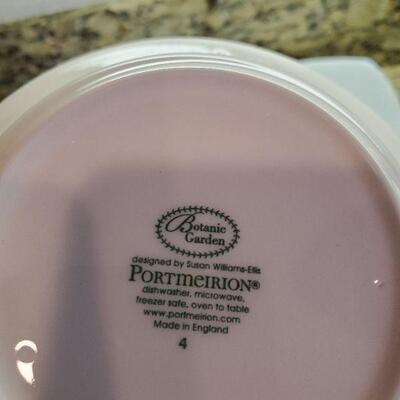 Botanic
Garden
designed by Susan Williams-Ellis
PORTMEIRION®
dishwasher, microwave,
freezer safe, oven to table
www.portmeirion.com
Made in England
4